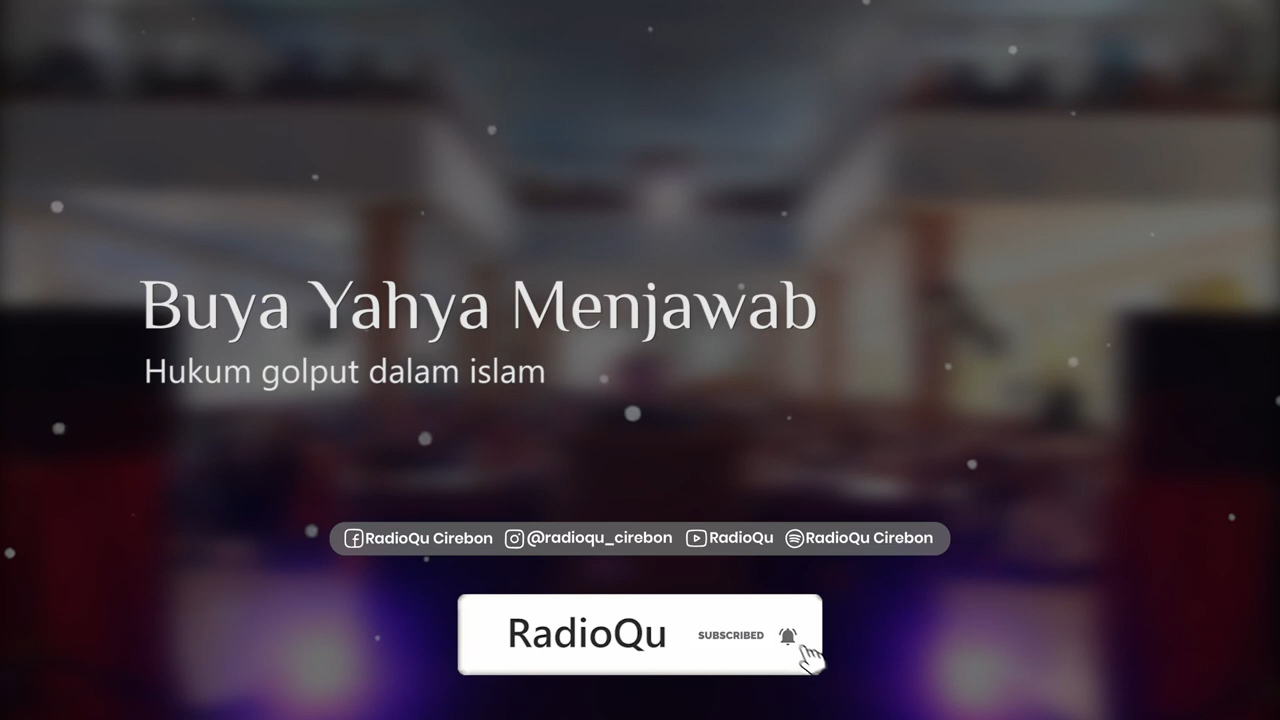 Buya Yahya Menjawab
Hukum golput dalam islam
RadioQu Cirebon @radioqu_cirebon RadioQu RadioQu Cirebon
RadioQu SUBSCRIBED